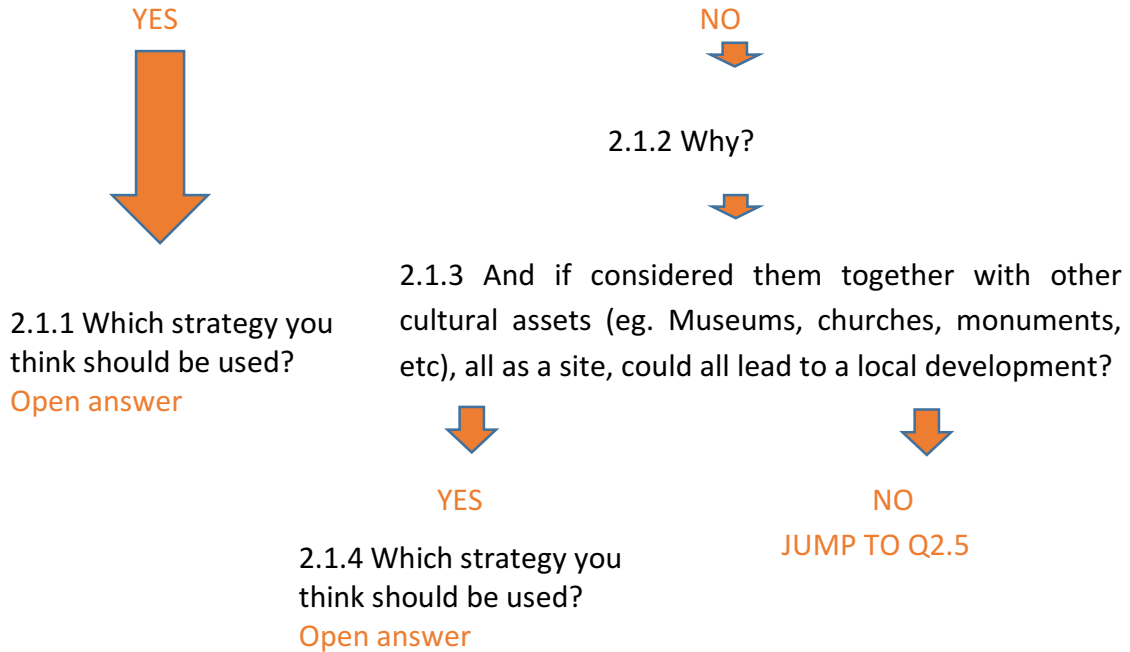 YES
NO
2.1.2 Why?
2.1.3 And if considered them together with other
cultural assets (eg. Museums, churches, monuments,
etc), all as a site, could all lead to a local development?
2.1.1 Which strategy you
think should be used?
Open answer
YES
NO
JUMP TO Q2.5
2.1.4 Which strategy you
think should be used?
Open answer